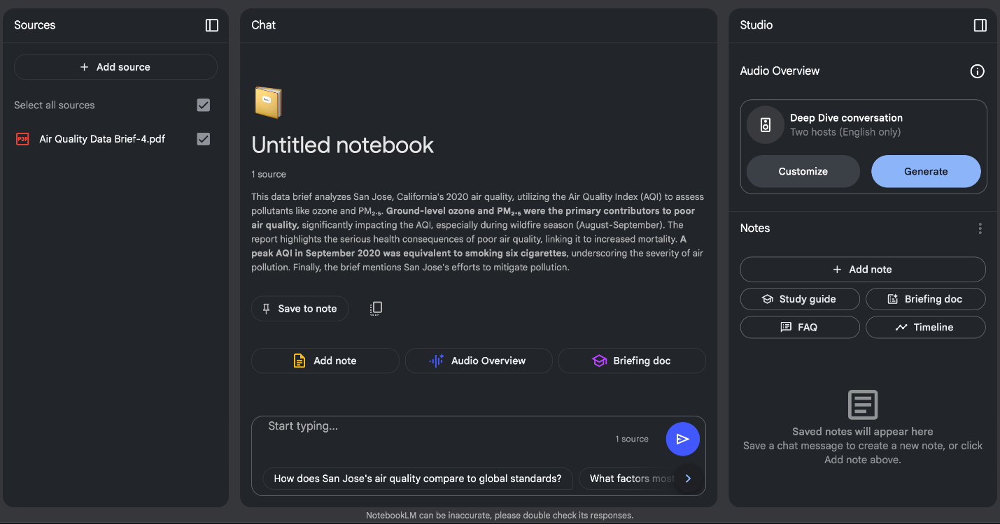 Sources
+ Add source
Select all sources
PDF Air Quality Data Brief-4.pdf
Chat
Untitled notebook
1 source
This data brief analyzes San Jose, California's 2020 air quality, utilizing the Air Quality Index (AQI) to assess
pollutants like ozone and PM₂.₅. Ground-level ozone and PM₂.₅ were the primary contributors to poor
air quality, significantly impacting the AQI, especially during wildfire season (August-September). The
report highlights the serious health consequences of poor air quality, linking it to increased mortality. A
peak AQI in September 2020 was equivalent to smoking six cigarettes, underscoring the severity of air
pollution. Finally, the brief mentions San Jose's efforts to mitigate pollution.
Save to note
Add note
Audio Overview
Briefing doc
Start typing...
1 source
How does San Jose's air quality compare to global standards?
What factors most
NotebookLM can be inaccurate, please double check its responses.
Studio
Audio Overview
Deep Dive conversation
Two hosts (English only)
Customize
Generate
Notes
+ Add note
Study guide
Briefing doc
FAQ
Timeline
Saved notes will appear here
Save a chat message to create a new note, or click
Add note above.